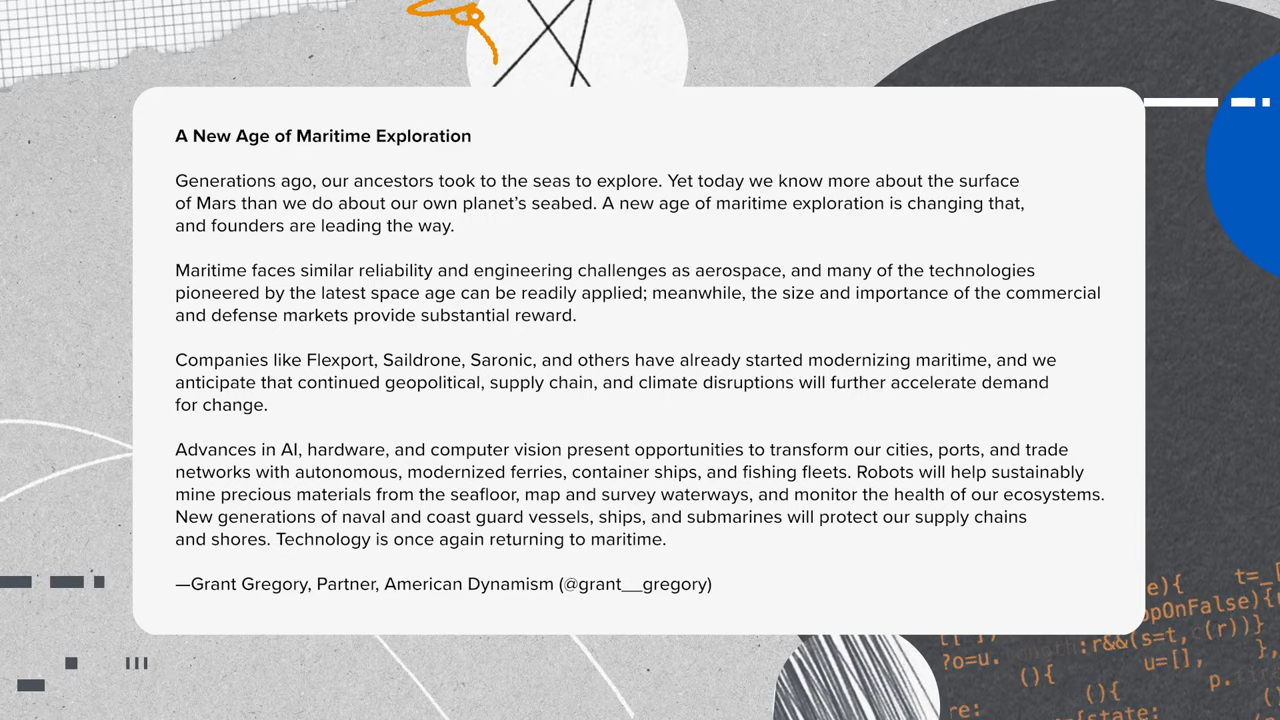 A New Age of Maritime Exploration
Generations ago, our ancestors took to the seas to explore. Yet today we know more about the surface
of Mars than we do about our own planet’s seabed. A new age of maritime exploration is changing that,
and founders are leading the way.
Maritime faces similar reliability and engineering challenges as aerospace, and many of the technologies
pioneered by the latest space age can be readily applied; meanwhile, the size and importance of the commercial
and defense markets provide substantial reward.
Companies like Flexport, Saildrone, Saronic, and others have already started modernizing maritime, and we
anticipate that continued geopolitical, supply chain, and climate disruptions will further accelerate demand
for change.
Advances in AI, hardware, and computer vision present opportunities to transform our cities, ports, and trade
networks with autonomous, modernized ferries, container ships, and fishing fleets. Robots will help sustainably
mine precious materials from the seafloor, map and survey waterways, and monitor the health of our ecosystems.
New generations of naval and coast guard vessels, ships, and submarines will protect our supply chains
and shores. Technology is once again returning to maritime.
—Grant Gregory, Partner, American Dynamism (@grant__gregory)
e){ t=_
opOnFalse){
:r&&(s=t, (r))}
?o=u. },
(){ u=[],
(){ p.
re: [state: